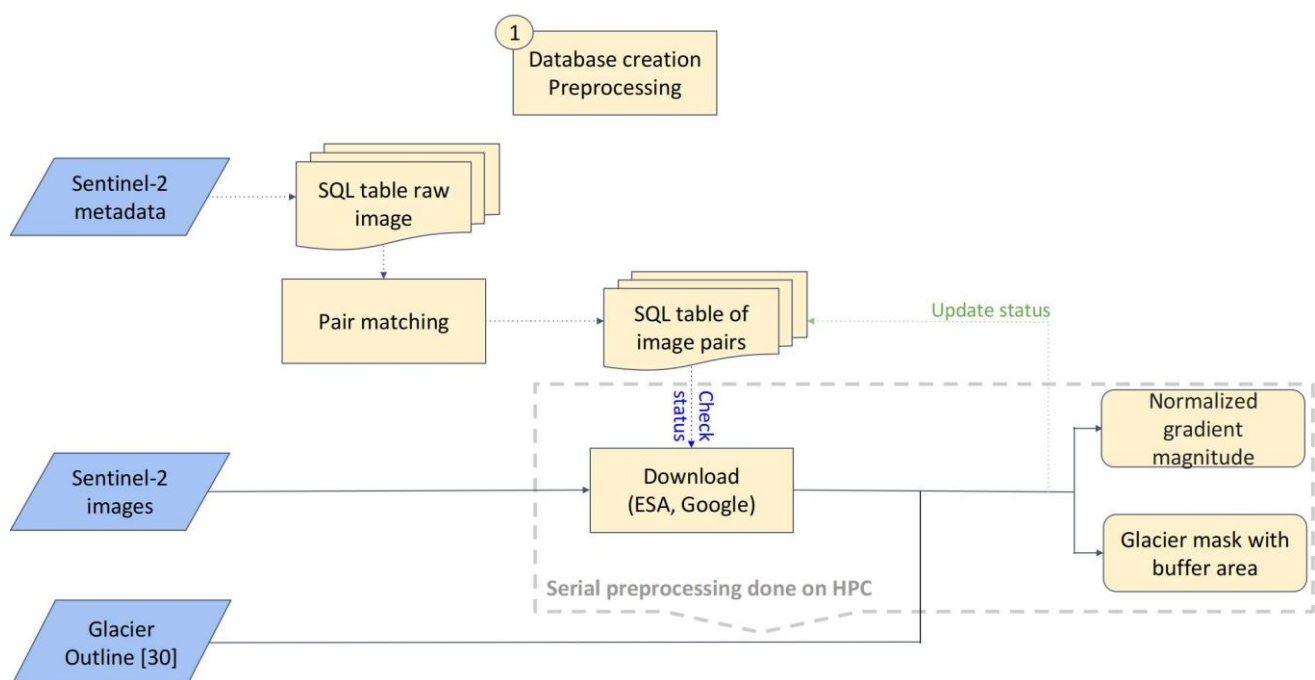 1
Database creation
Preprocessing
Sentinel-2
metadata
SQL table raw
image
Pair matching
SQL table of
image pairs
Update status
Check
status
Normalized
gradient
magnitude
Sentinel-2
images
Download
(ESA, Google)
Glacier mask with
buffer area
Serial preprocessing done on HPC
Glacier
Outline [30]